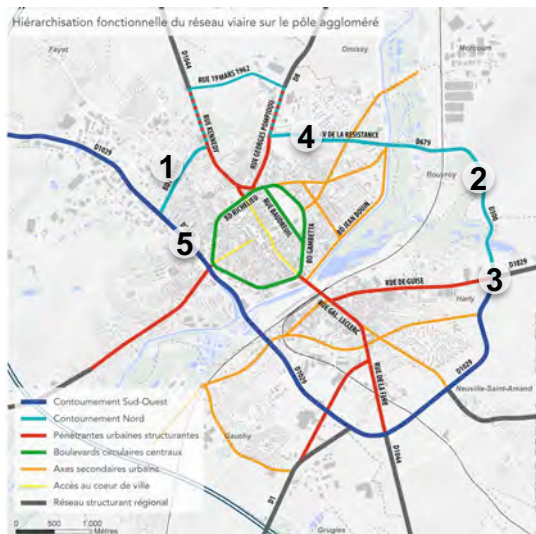 Hiérarchisation fonctionnelle du réseau viaire sur le pôle aggloméré
Fayet
D1044
Omissy
Morcourt
D8
RUE 19 MARS 1962
D1029
RUE KENNEDY
RUE GEORGES POMPIDOU
4
V DE LA RESISTANCE
D679
1
Rouvroy
2
BD RICHELIEU
RUE BAUDREUIL
BD JEAN BOUIN
BD GAMBETTA
5
3
D1029
RUE DE GUISE
Harly
RUE GAL. LECLERC
D1029
RUE DE LA FERE
D1029
Neuville-Saint-Amand
Gauchy
D1044
D1
Grugies
Contournement Sud-Ouest
Contournement Nord
Pénétrantes urbaines structurantes
Boulevards circulaires centraux
Axes secondaires urbains
Accès au coeur de ville
Réseau structurant régional
0 500 1 000
Mètres